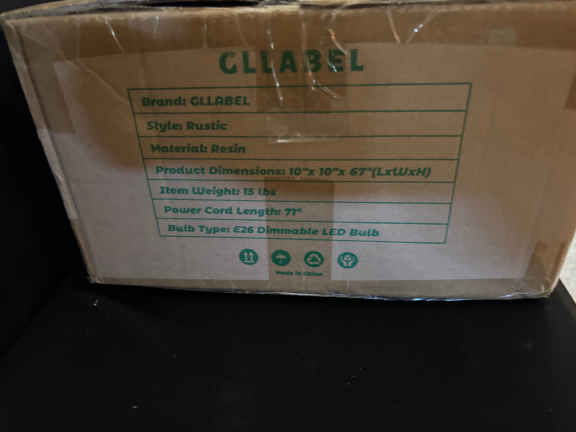 GLLABEL
Brand: GLLABEL
Style: Rustic
Material: Resin
Product Dimensions: 10"x 10"x 67"(LxWxH)
Item Weight: 15 lbs
Power Cord Length: 71"
Bulb Type: E26 Dimmable LED Bulb
Made in China